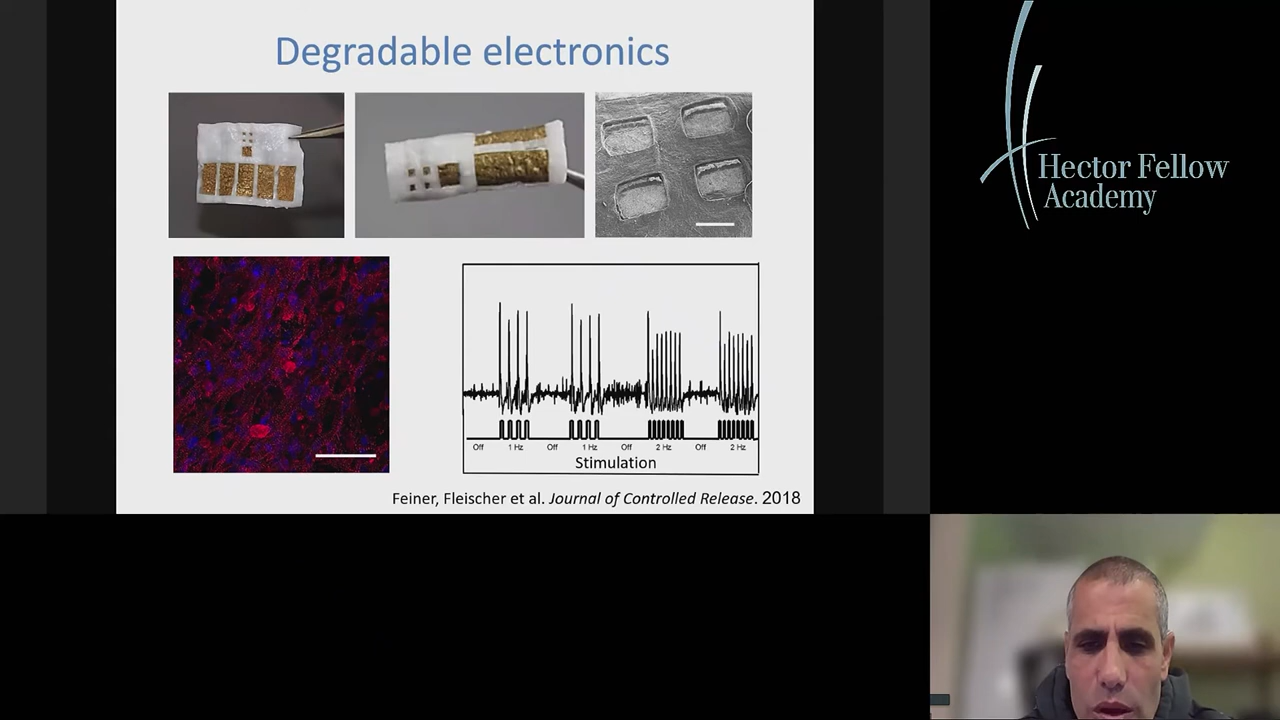 Degradable electronics
Hector Fellow
Academy
Off 1 Hz Off 1 Hz Off 2 Hz Off 2 Hz
Stimulation
Feiner, Fleischer et al. Journal of Controlled Release. 2018